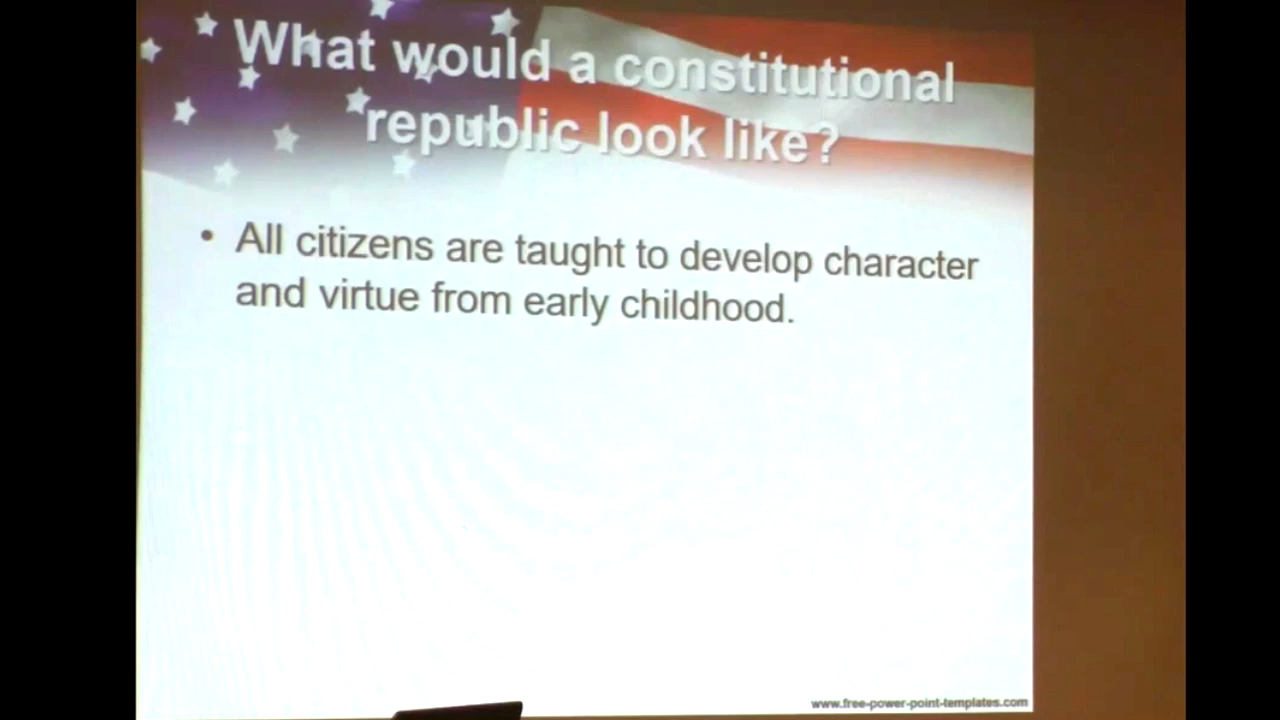 What would a constitutional
republic look like?
• All citizens are taught to develop character
and virtue from early childhood.
www.free-power-point-templates.com